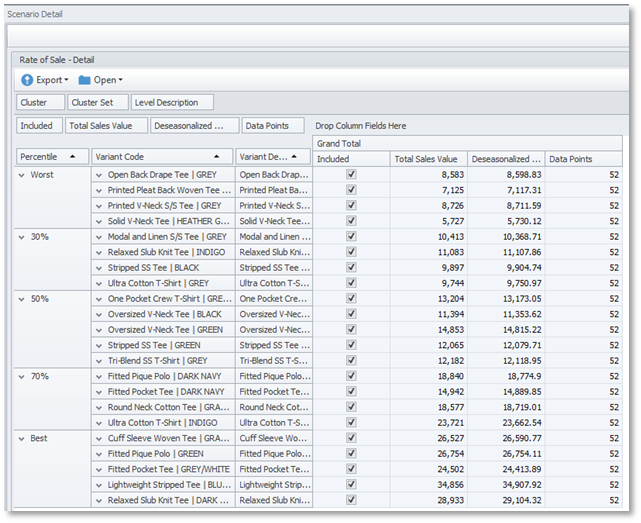 Scenario Detail
Rate of Sale - Detail
Export Open
Cluster Cluster Set Level Description
Included Total Sales Value Deseasonalized ... Data Points Drop Column Fields Here
Grand Total
Percentile Variant Code Variant De... Included Total Sales Value Deseasonalized ... Data Points
Worst Open Back Drape Tee | GREY Open Back Drap... 8,583 8,598.83 52
Printed Pleat Back Woven Tee ... Printed Pleat Ba... 7,125 7,117.31 52
Printed V-Neck S/S Tee | GREY Printed V-Neck S... 8,726 8,711.59 52
Solid V-Neck Tee | HEATHER G... Solid V-Neck Tee... 5,727 5,730.12 52
30% Modal and Linen S/S Tee | GREY Modal and Linen ... 10,413 10,368.71 52
Relaxed Slub Knit Tee | INDIGO Relaxed Slub Kni... 11,083 11,107.86 52
Stripped SS Tee | BLACK Stripped SS Tee ... 9,897 9,904.74 52
Ultra Cotton T-Shirt | GREY Ultra Cotton T-S... 9,744 9,750.97 52
50% One Pocket Crew T-Shirt | GRE... One Pocket Cre... 13,204 13,173.05 52
Oversized V-Neck Tee | BLACK Oversized V-Nec... 11,394 11,353.62 52
Oversized V-Neck Tee | GREEN Oversized V-Nec... 14,853 14,815.22 52
Stripped SS Tee | GREEN Stripped SS Tee ... 12,065 12,079.71 52
Tri-Blend SS T-Shirt | GREY Tri-Blend SS T-S... 12,182 12,118.95 52
70% Fitted Pique Polo | DARK NAVY Fitted Pique Polo... 18,840 18,774.9 52
Fitted Pocket Tee | DARK NAVY Fitted Pocket Te... 14,942 14,889.85 52
Round Neck Cotton Tee | GRA... Round Neck Cot... 18,577 18,719.01 52
Ultra Cotton T-Shirt | INDIGO Ultra Cotton T-S... 23,721 23,662.54 52
Best Cuff Sleeve Woven Tee | GRA... Cuff Sleeve Wo... 26,527 26,590.77 52
Fitted Pique Polo | GREEN Fitted Pique Polo... 26,754 26,754.11 52
Fitted Pocket Tee | GREY/WHITE Fitted Pocket Te... 24,502 24,413.89 52
Lightweight Stripped Tee | BLU... Lightweight Strip... 34,856 34,907.92 52
Relaxed Slub Knit Tee | DARK ... Relaxed Slub Kni... 28,933 29,104.32 52